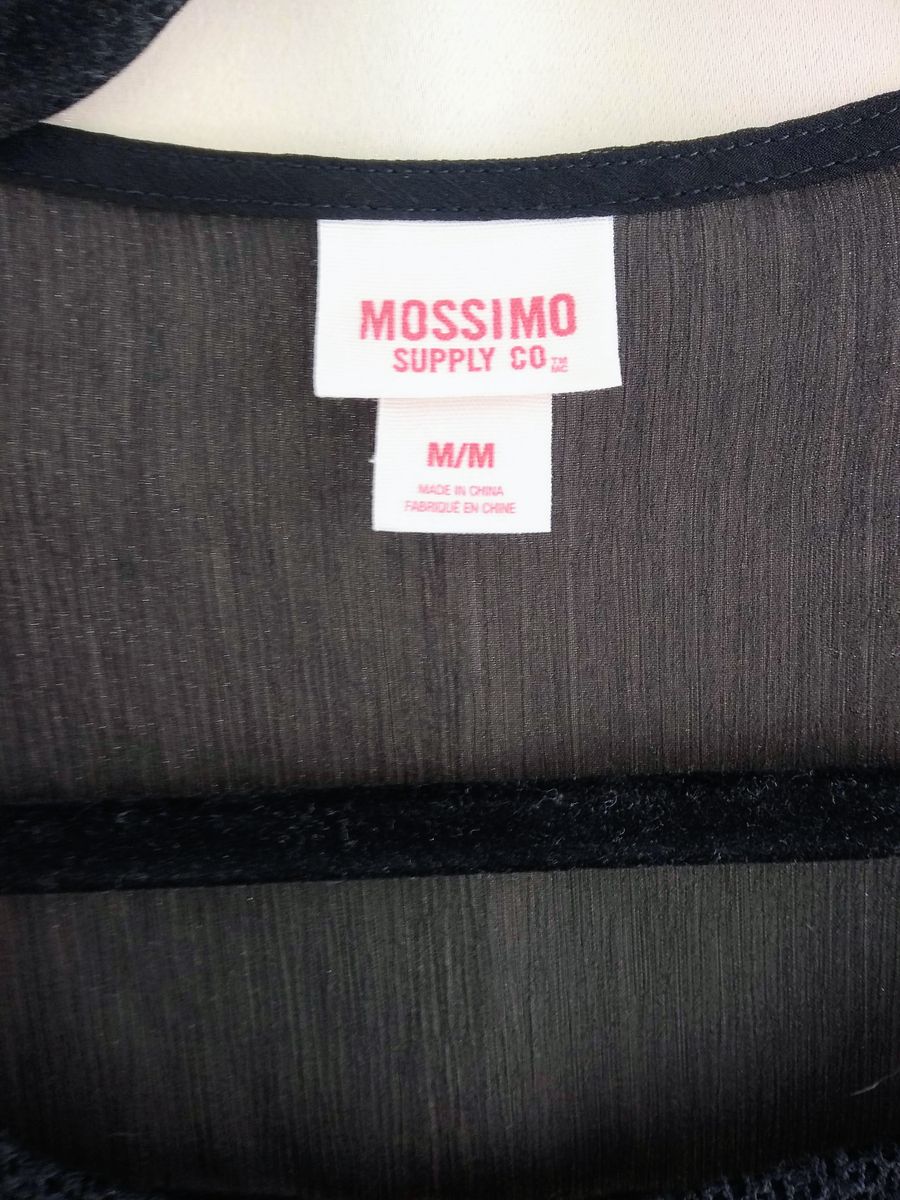 MOSSIMO
SUPPLY CO TM MC
M/M
MADE IN CHINA
FABRIQUÉ EN CHINE